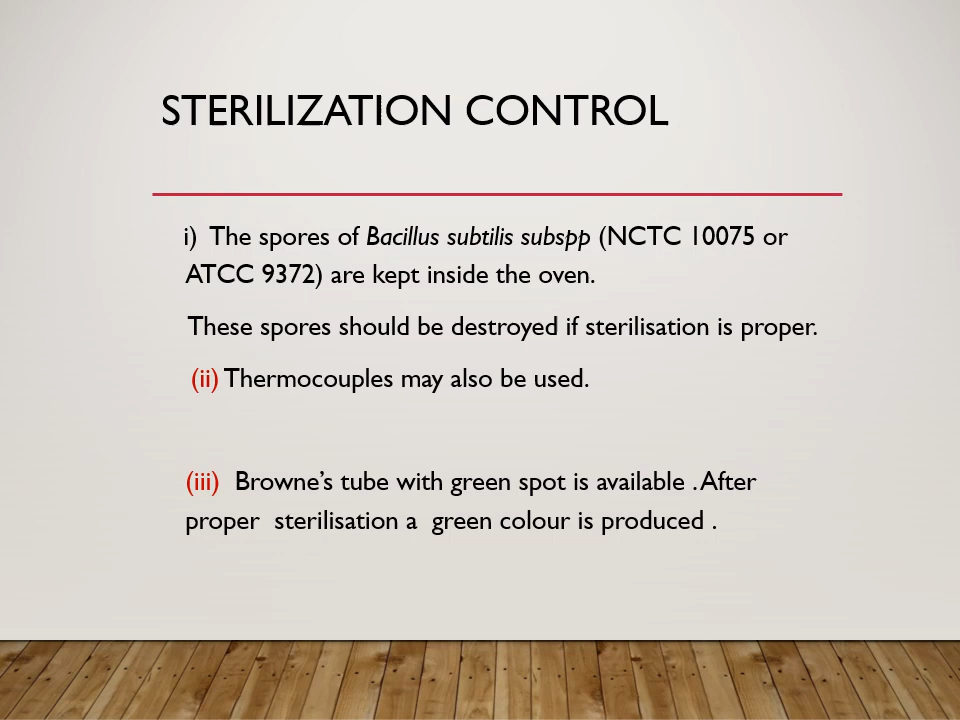 STERILIZATION CONTROL
i) The spores of Bacillus subtilis subspp (NCTC 10075 or
ATCC 9372) are kept inside the oven.
These spores should be destroyed if sterilisation is proper.
(ii) Thermocouples may also be used.
(iii) Browne’s tube with green spot is available . After
proper sterilisation a green colour is produced .